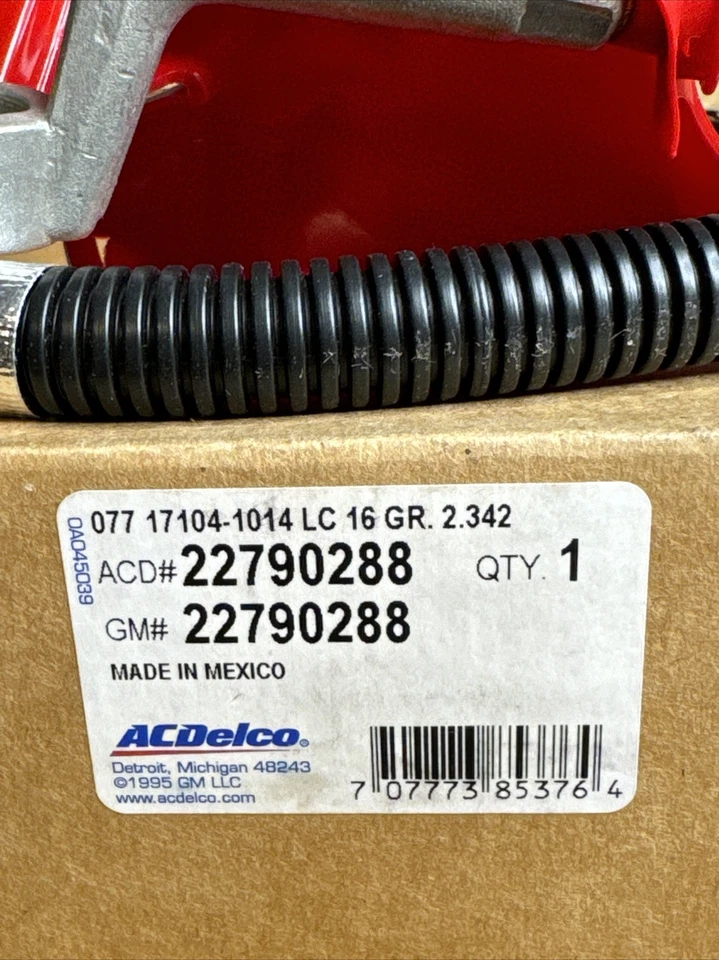 077 17104-1014 LC 16 GR. 2.342
0A045039
ACD# 22790288 QTY. 1
GM# 22790288
MADE IN MEXICO
ACDelco®
Detroit, Michigan 48243
©1995 GM LLC
www.acdelco.com
7 07773 85376 4